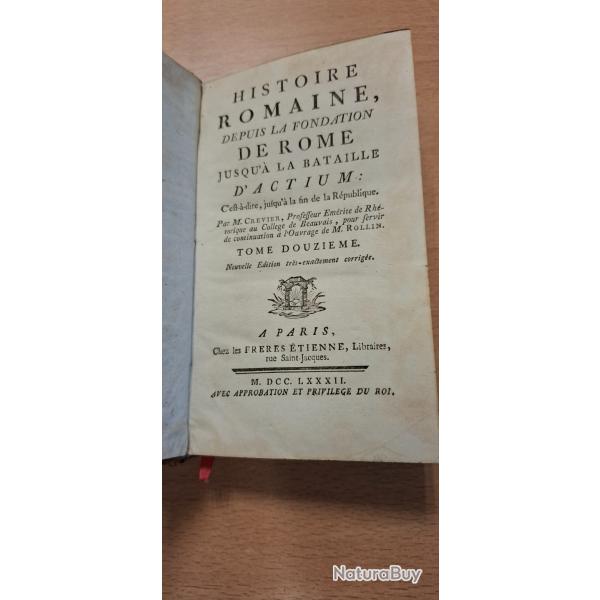 HISTOIRE
ROMAINE,
DEPUIS LA FONDATION
DE ROME
JUSQU'À LA BATAILLE
D'ACTIUM:
C'est-à-dire, jusqu'à la fin de la République.
Par M. CREVIER, Professeur Emérite de Rhé-
torique au College de Beauvais, pour servir
de continuation à l'Ouvrage de M. ROLLIN.
TOME DOUZIEME.
Nouvelle Edition très-exactement corrigée.
A PARIS,
Chez les FRERES ÉTIENNE, Libraires,
rue Saint-Jacques.
M. DCC. LXXXII.
AVEC APPROBATION ET PRIVILEGE DU ROI.
NaturaBuy